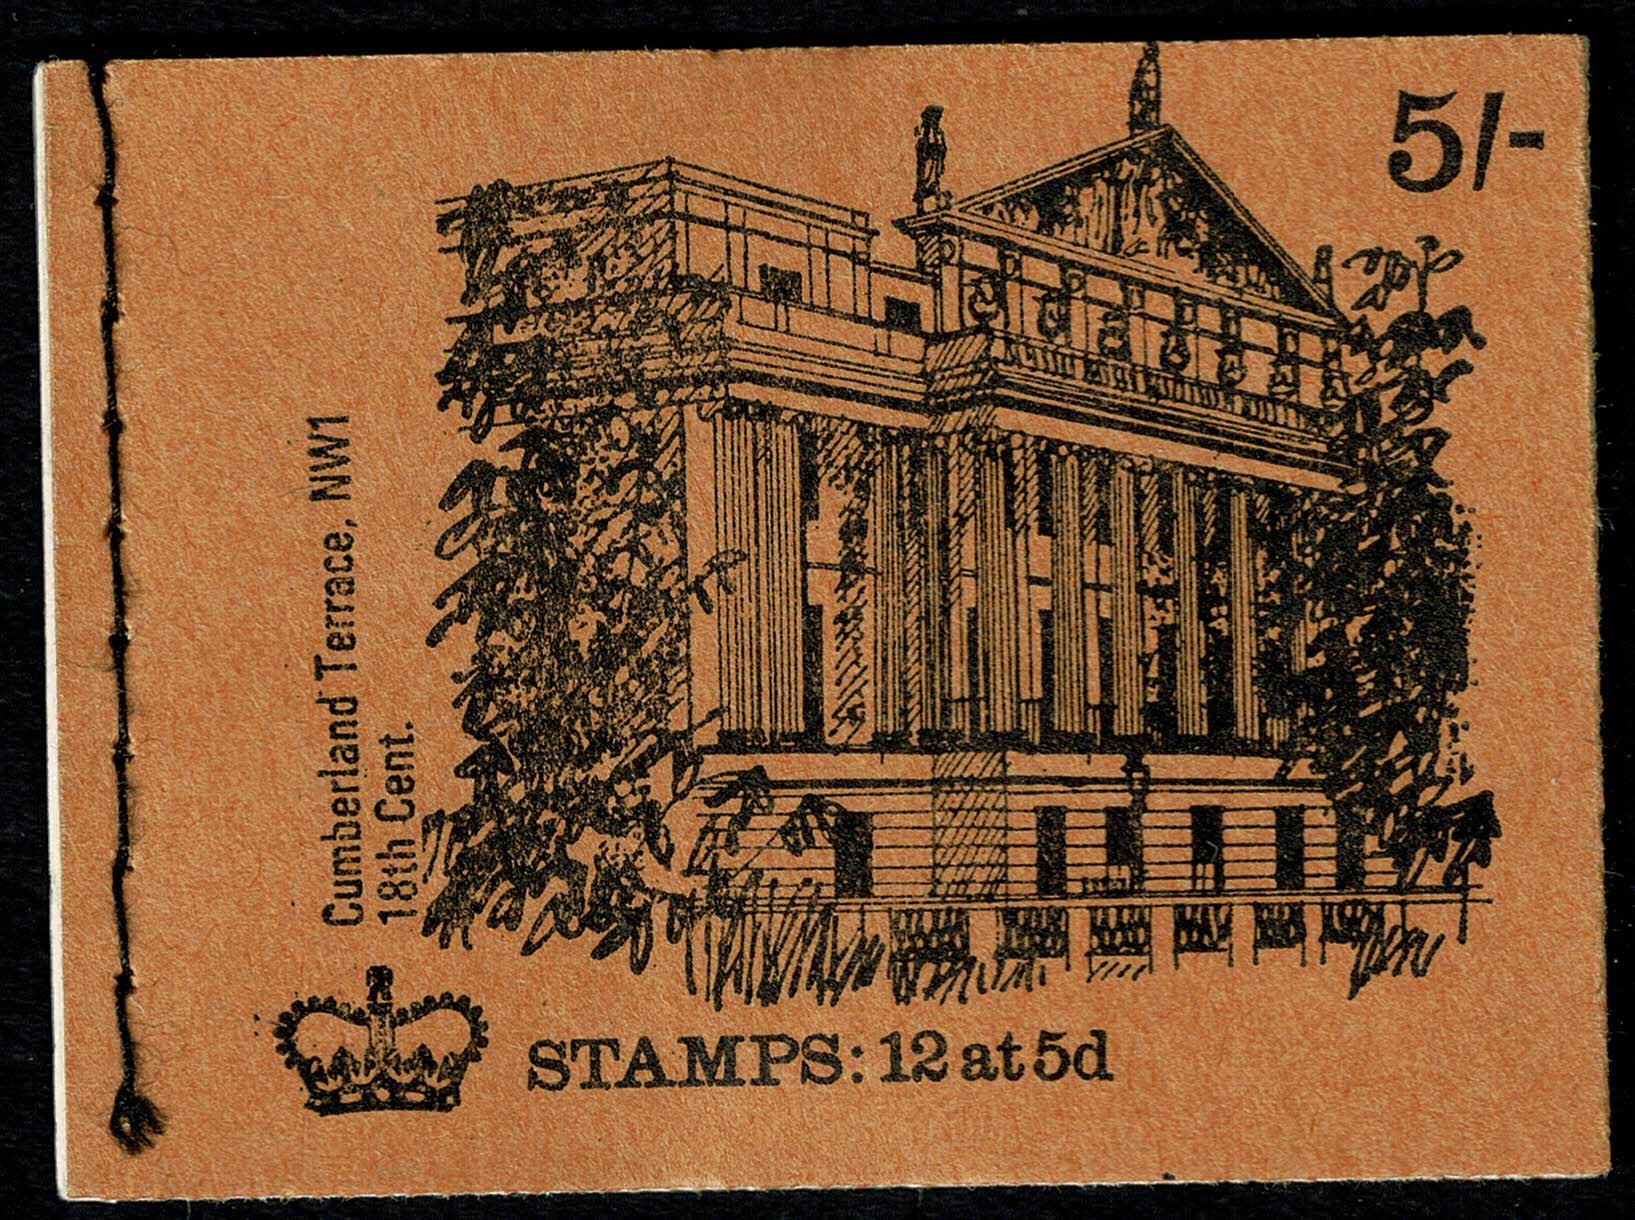 5/-
Cumberland Terrace, NW1
18th Cent.
STAMPS: 12 at 5d